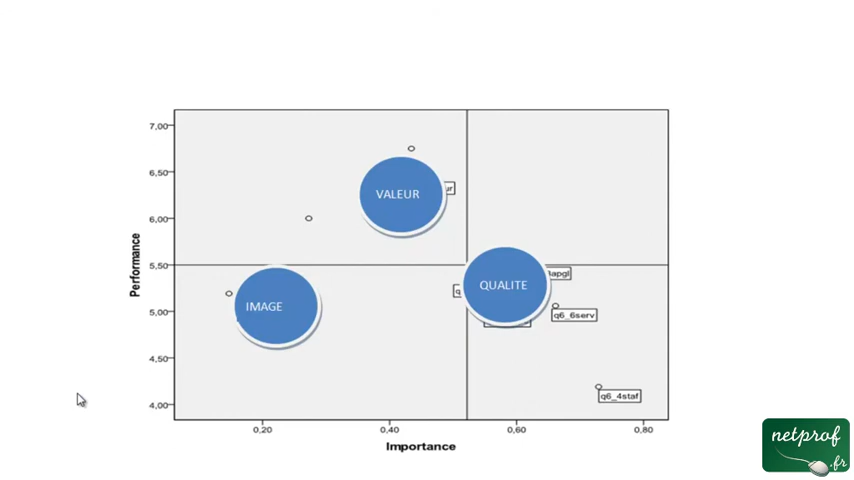 7,00
6,50
VALEUR
6,00
Performance
5,50
QUALITE
IMAGE
5,00
q6_6serv
4,50
q6_4staf
4,00
0,20
0,40
0,60
0,80
Importance
netprof
.fr